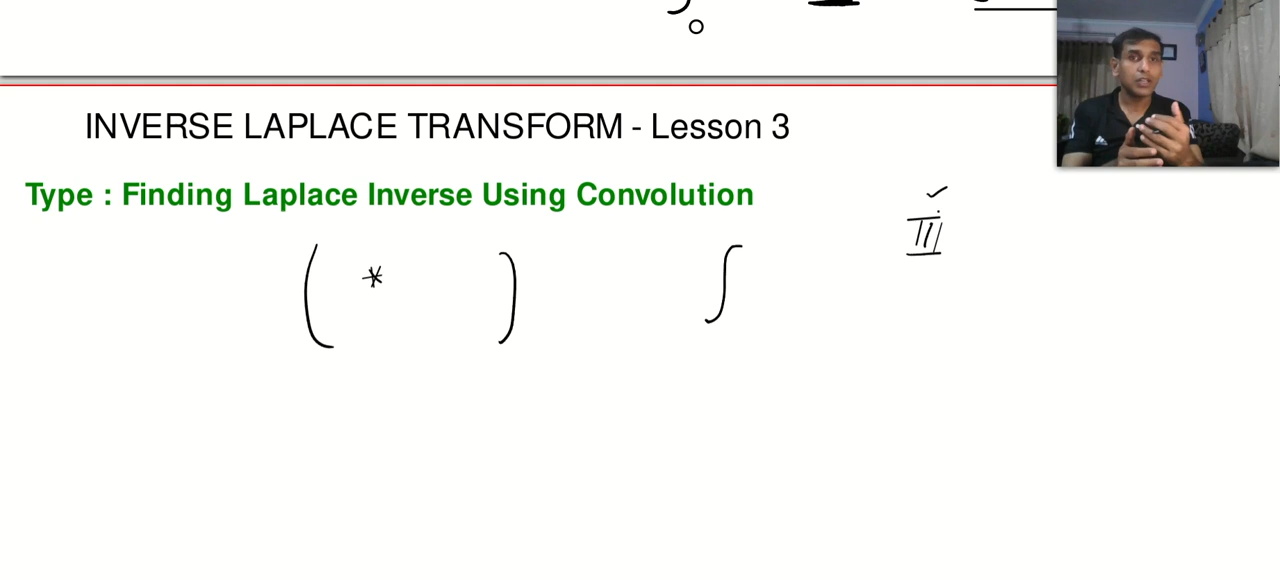 INVERSE LAPLACE TRANSFORM - Lesson 3
Type : Finding Laplace Inverse Using Convolution
( * ) ∫